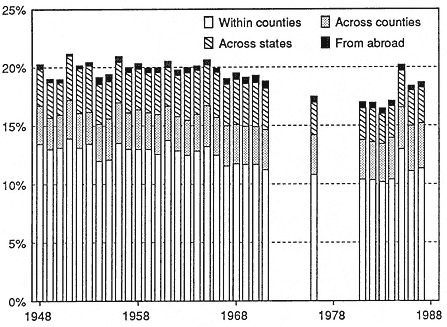 25%
Within counties
Across counties
Across states
From abroad
20%
15%
10%
5%
0%
1948
1958
1968
1978
1988